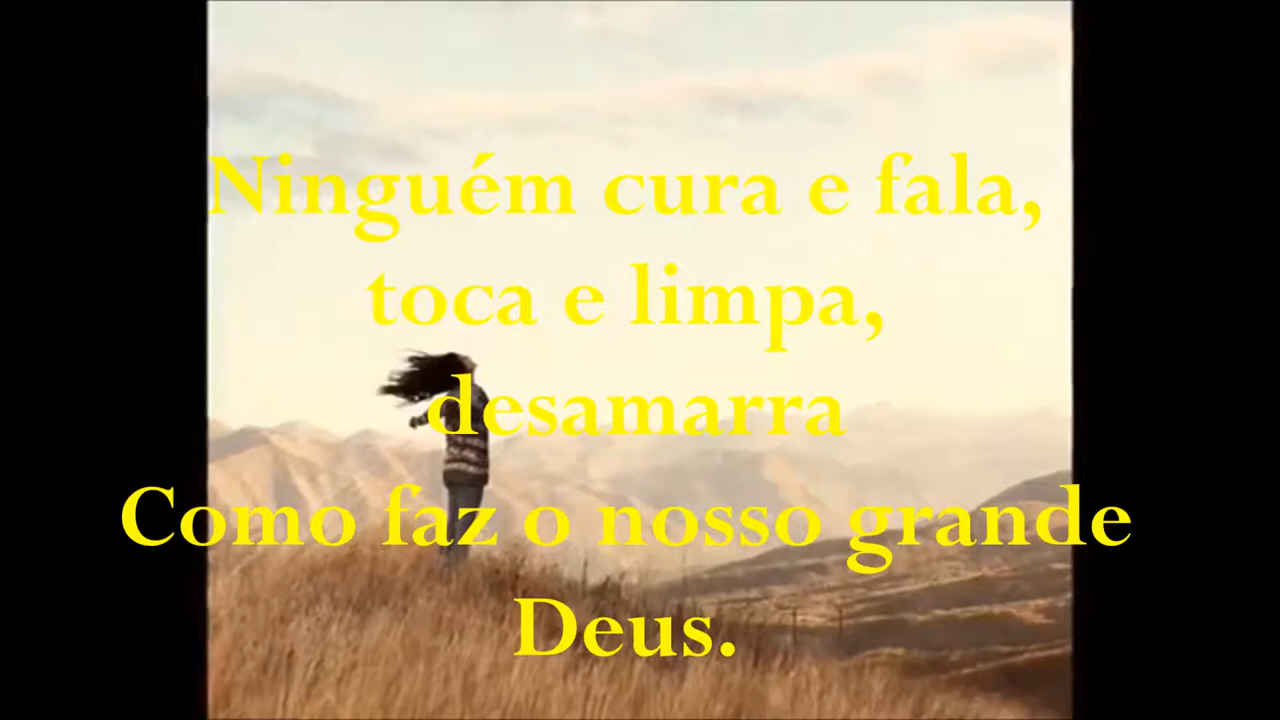 Ninguém cura e fala,
toca e limpa,
desamarra
Como faz o nosso grande
Deus.